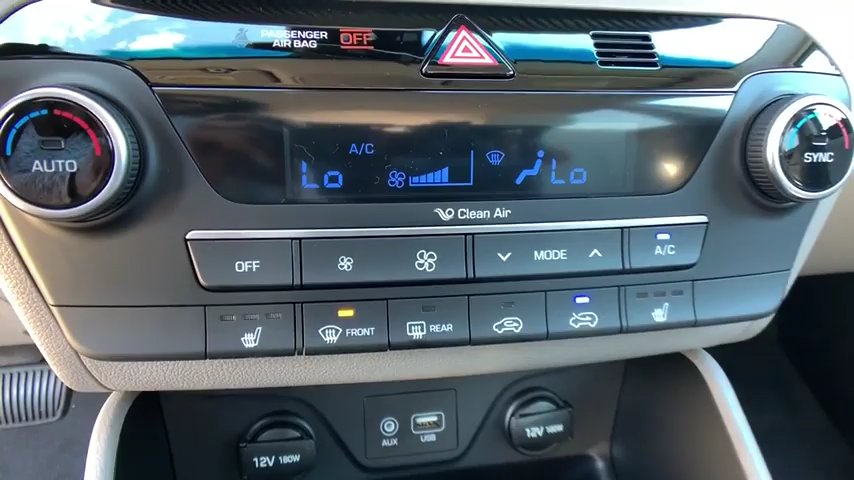 PASSENGER AIR BAG OFF
A/C
Lo Lo
AUTO
SYNC
Clean Air
OFF
MODE
A/C
FRONT
REAR
AUX
USB
12V 180W
12V 180W